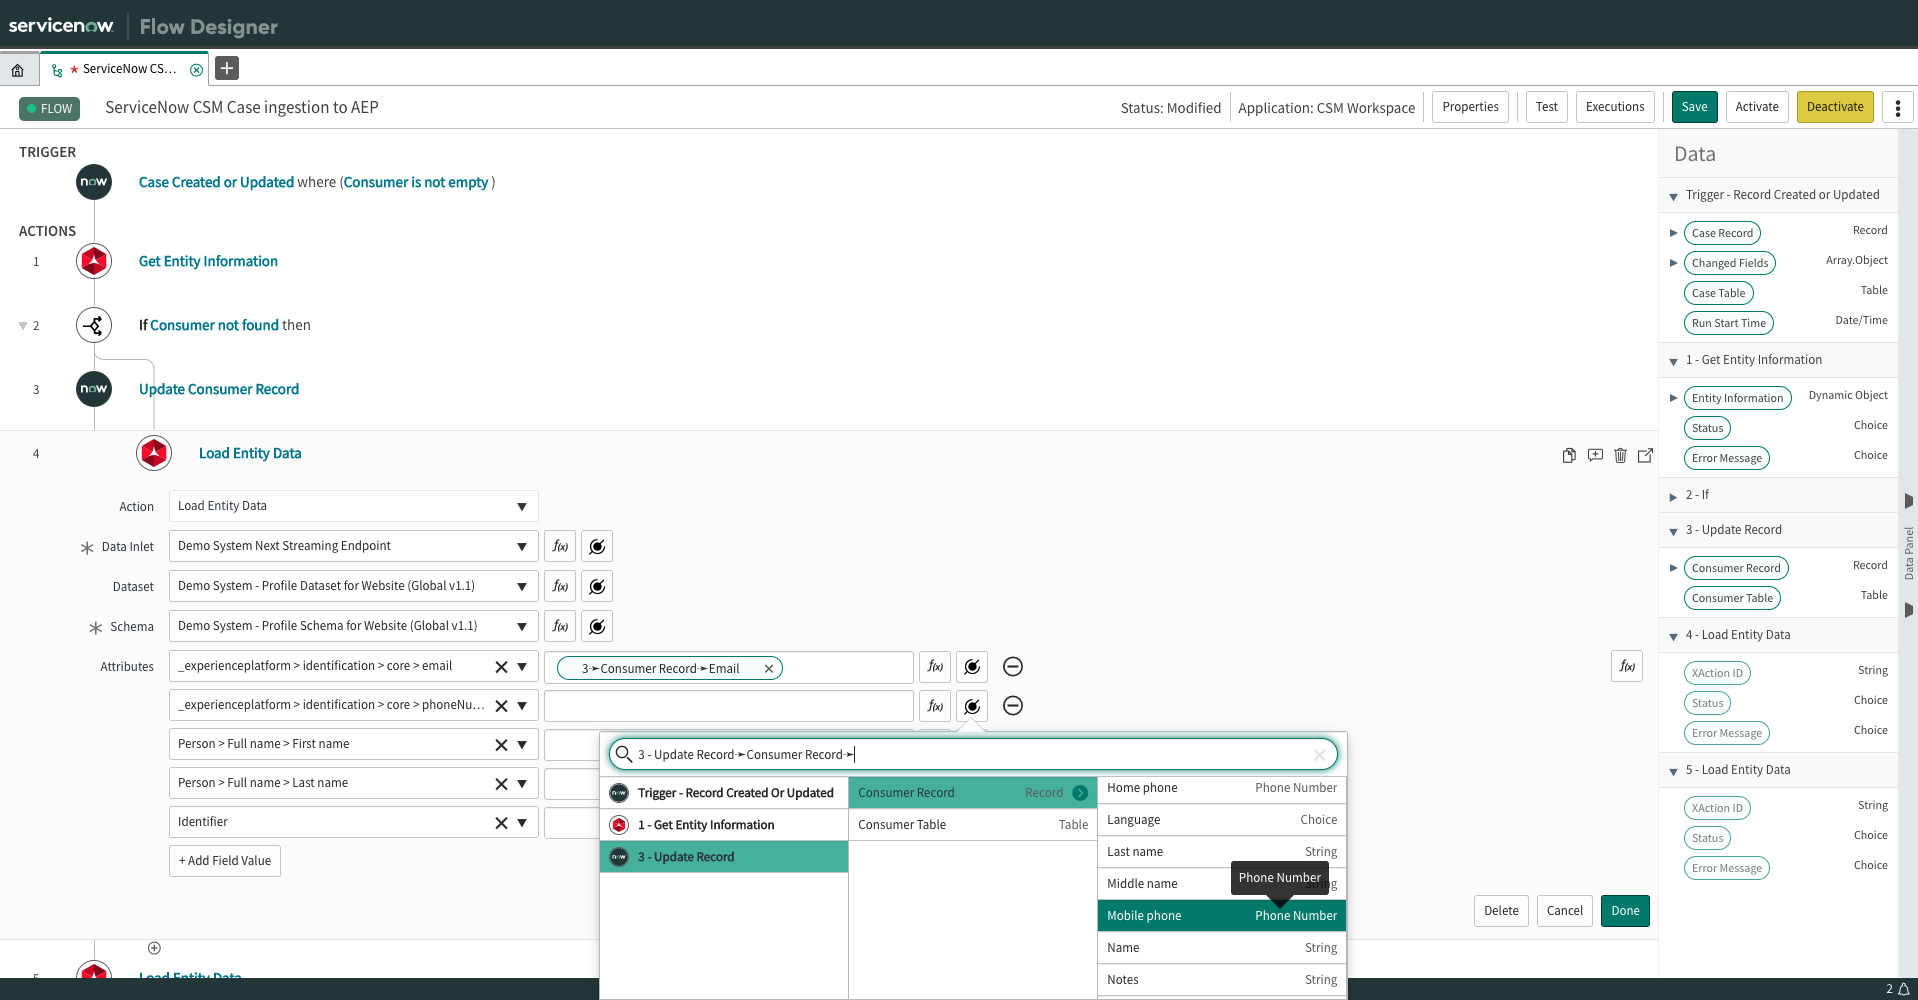 servicenow Flow Designer
ServiceNow CS...
FLOW ServiceNow CSM Case ingestion to AEP Status: Modified Application: CSM Workspace Properties Test Executions Save Activate Deactivate
TRIGGER
now Case Created or Updated where (Consumer is not empty )
ACTIONS
1 Get Entity Information
2 If Consumer not found then
3 now Update Consumer Record
4 Load Entity Data
Action Load Entity Data
Data Inlet Demo System Next Streaming Endpoint f(x)
Dataset Demo System - Profile Dataset for Website (Global v1.1) f(x)
Schema Demo System - Profile Schema for Website (Global v1.1) f(x)
Attributes _experienceplatform > identification > core > email 3➛Consumer Record➛Email f(x) f(x)
_experienceplatform > identification > core > phoneNu... f(x)
Person > Full name > First name
Person > Full name > Last name
Identifier
+ Add Field Value
3 - Update Record➛Consumer Record➛
now Trigger - Record Created Or Updated
1 - Get Entity Information
now 3 - Update Record
Consumer Record Record
Consumer Table Table
Home phone Phone Number
Language Choice
Last name String
Middle name String
Phone Number
Mobile phone Phone Number
Name String
Notes String
Delete Cancel Done
5 Load Entity Data
Data
Trigger - Record Created or Updated
Case Record Record
Changed Fields Array.Object
Case Table Table
Run Start Time Date/Time
1 - Get Entity Information
Entity Information Dynamic Object
Status Choice
Error Message Choice
2 - If
3 - Update Record
Consumer Record Record
Consumer Table Table
4 - Load Entity Data
XAction ID String
Status Choice
Error Message Choice
5 - Load Entity Data
XAction ID String
Status Choice
Error Message Choice
Data Panel
2